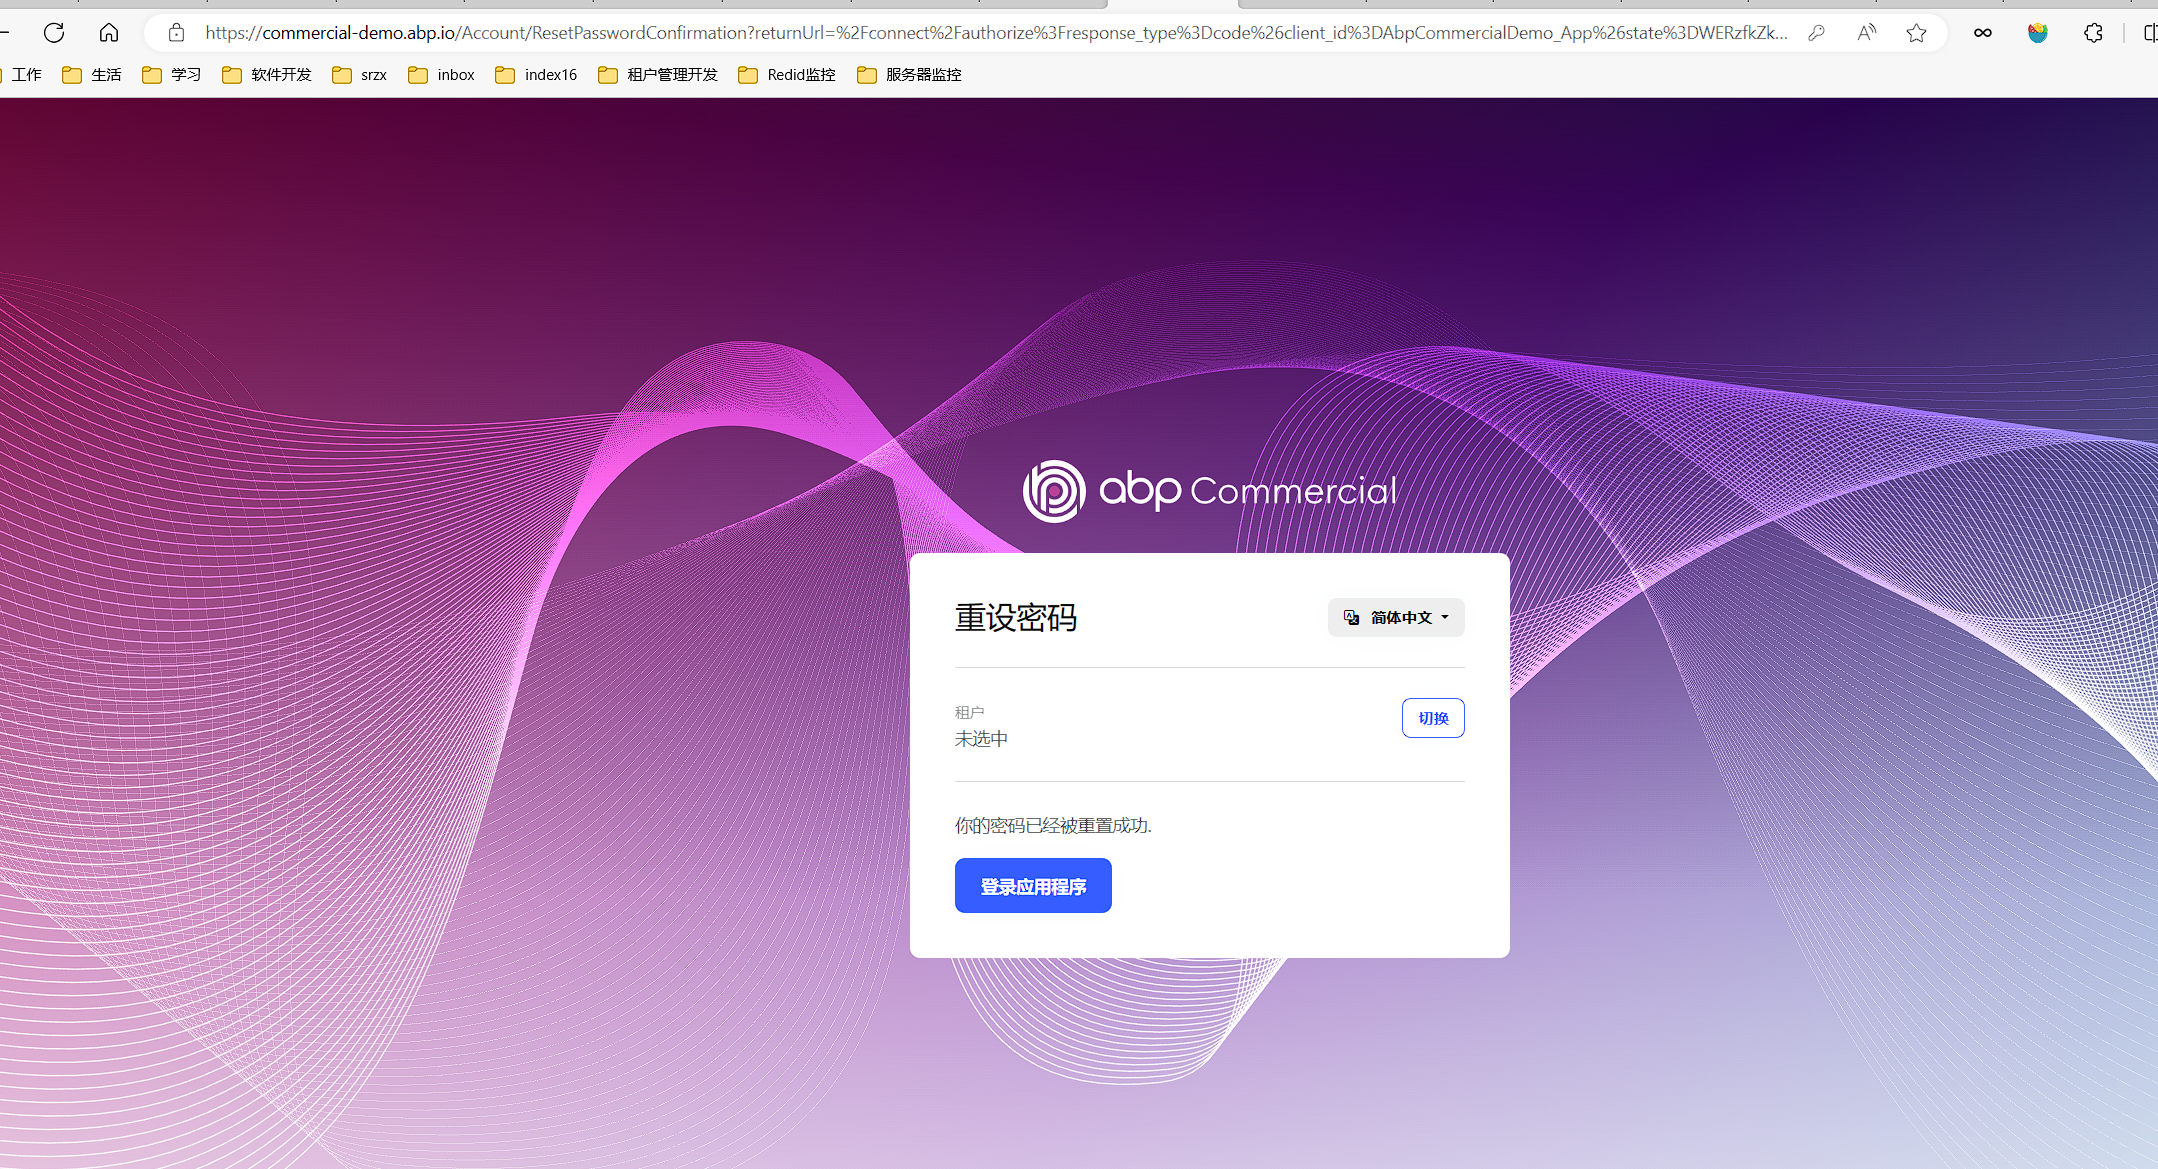 https://commercial-demo.abp.io/Account/ResetPasswordConfirmation?returnUrl=%2Fconnect%2Fauthorize%3Fresponse_type%3Dcode%26client_id%3DAbpCommercialDemo_App%26state%3DWERzfkZk...
工作 生活 学习 软件开发 srzx inbox index16 租户管理开发 Redid监控 服务器监控
abp Commercial
重设密码 简体中文
租户
未选中 切换
你的密码已经被重置成功.
登录应用程序